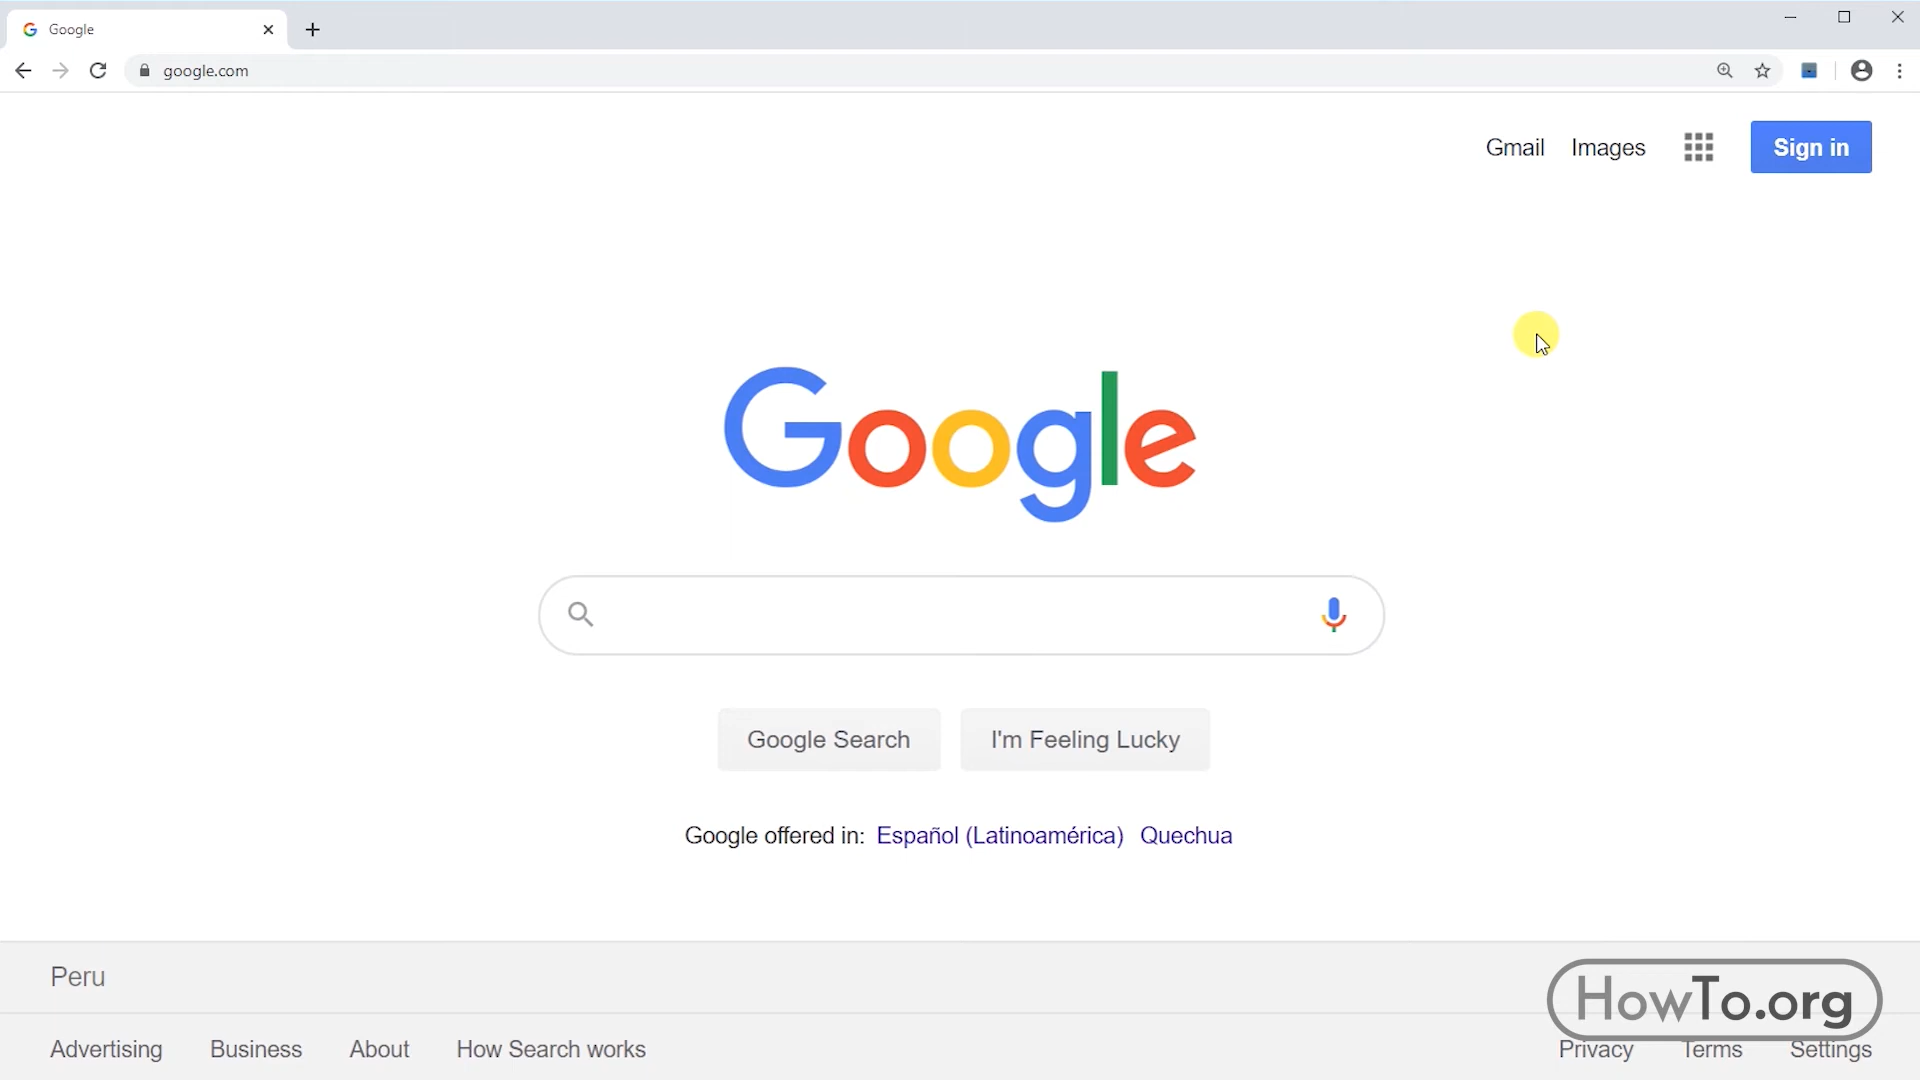 Google
google.com
Gmail Images Sign in
Google
Google Search I'm Feeling Lucky
Google offered in: Español (Latinoamérica) Quechua
Peru
HowTo.org
Advertising Business About How Search works Privacy Terms Settings